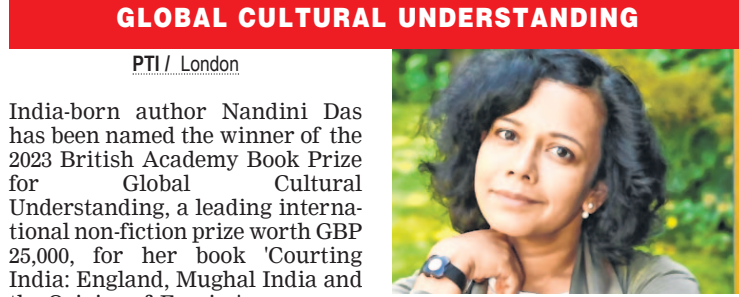 GLOBAL CULTURAL UNDERSTANDING
PTI / London
India-born author Nandini Das
has been named the winner of the
2023 British Academy Book Prize
for Global Cultural
Understanding, a leading interna-
tional non-fiction prize worth GBP
25,000, for her book 'Courting
India: England, Mughal India and